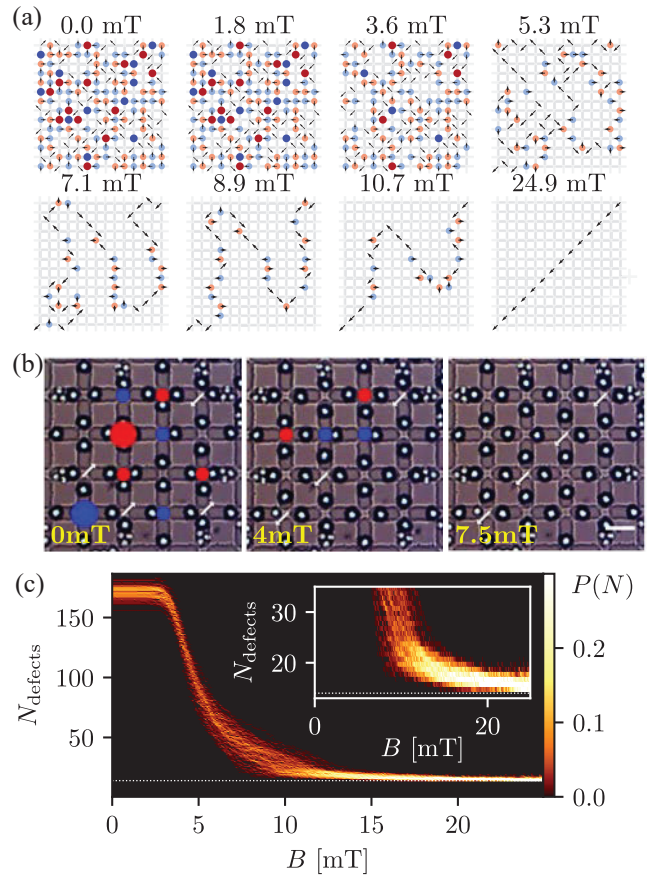 (a)
0.0 mT 1.8 mT 3.6 mT 5.3 mT
7.1 mT 8.9 mT 10.7 mT 24.9 mT
(b)
0mT 4mT 7.5mT
(c)
P(N)
N_defects
150
100
50
0 5 10 15 20
B [mT]
N_defects
30
20
0 20
B [mT]
0.2
0.1
0.0